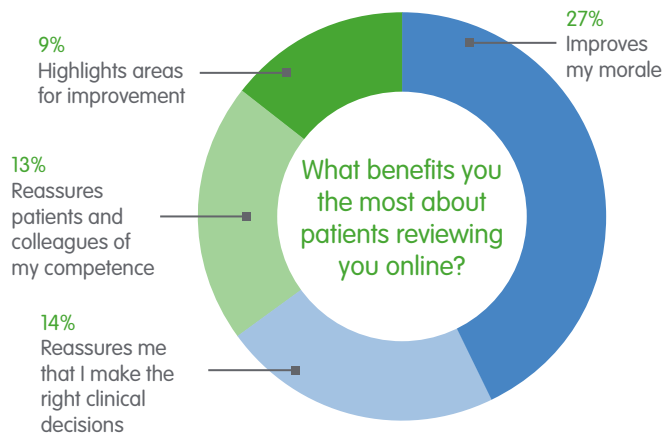 27%
Improves
my morale
9%
Highlights areas
for improvement
13%
Reassures
patients and
colleagues of
my competence
14%
Reassures me
that I make the
right clinical
decisions
What benefits you
the most about
patients reviewing
you online?